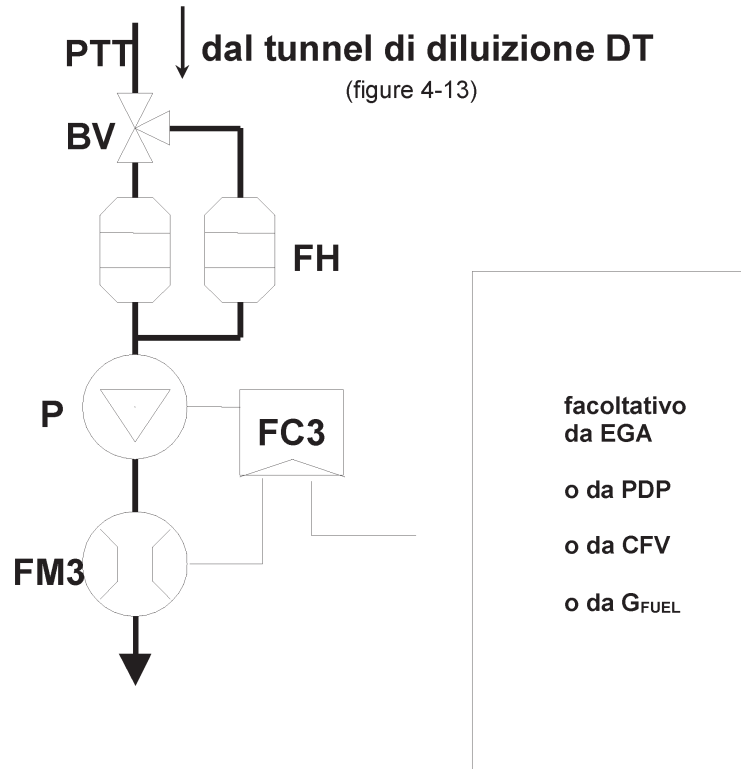 PTT
dal tunnel di diluizione DT
(figure 4-13)
BV
FH
P
FC3
facoltativo
da EGA
o da PDP
o da CFV
FM3
o da GFUEL